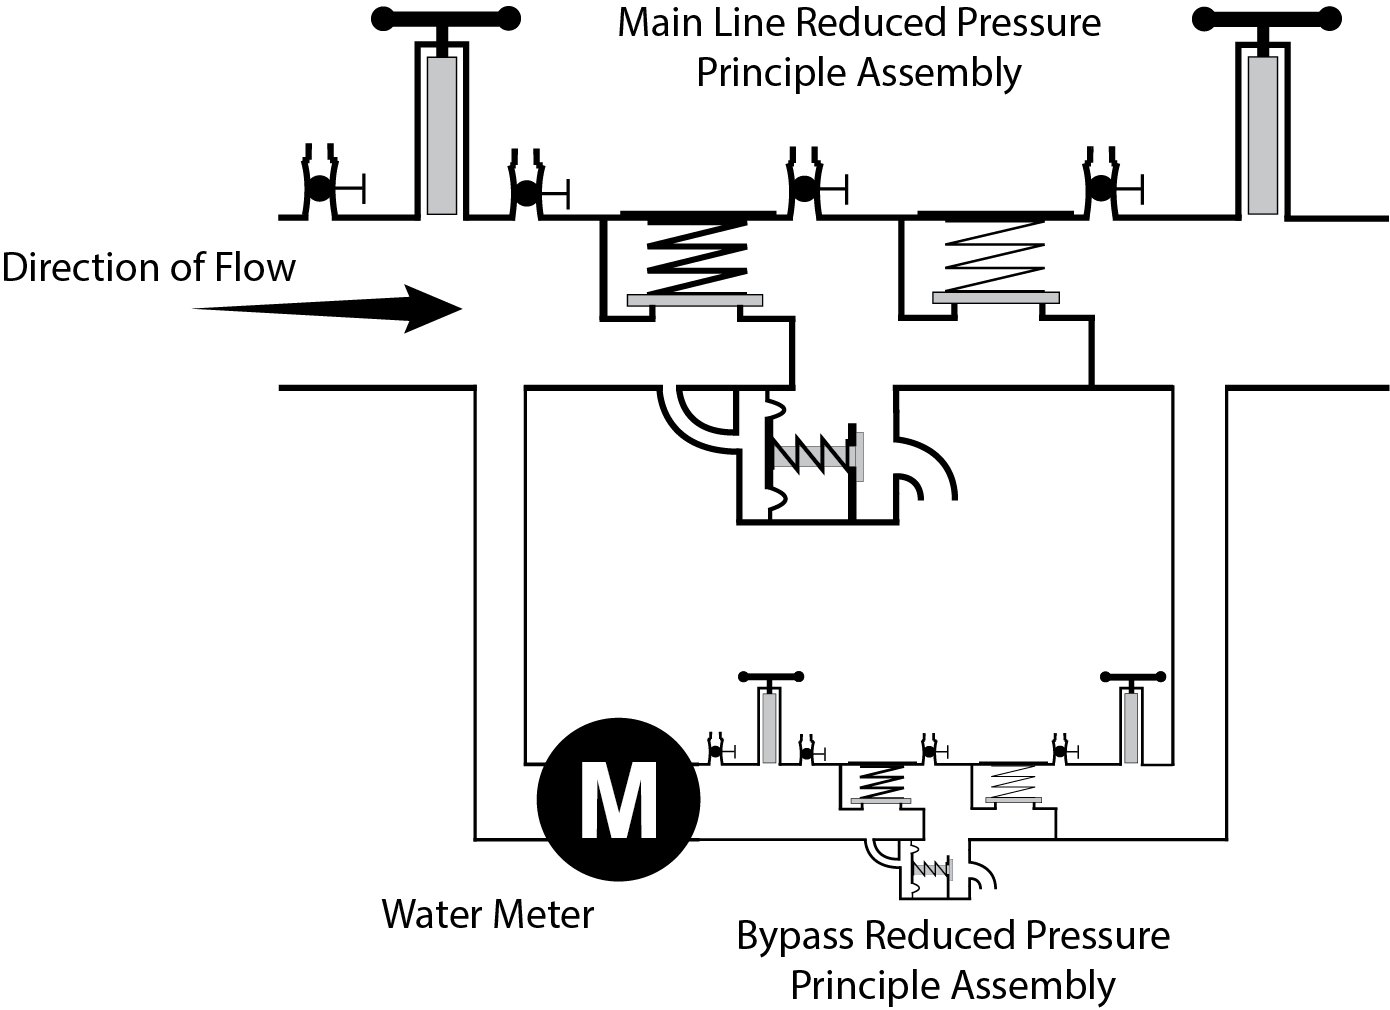 Main Line Reduced Pressure
Principle Assembly
Direction of Flow
M
Water Meter
Bypass Reduced Pressure
Principle Assembly